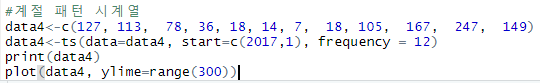 #계절 패턴 시계열
data4<-c(127, 113,  78, 36, 18, 14, 7,  18, 105,  167,  247,  149)
data4<-ts(data=data4, start=c(2017,1), frequency = 12)
print(data4)
plot(data4, ylime=range(300))